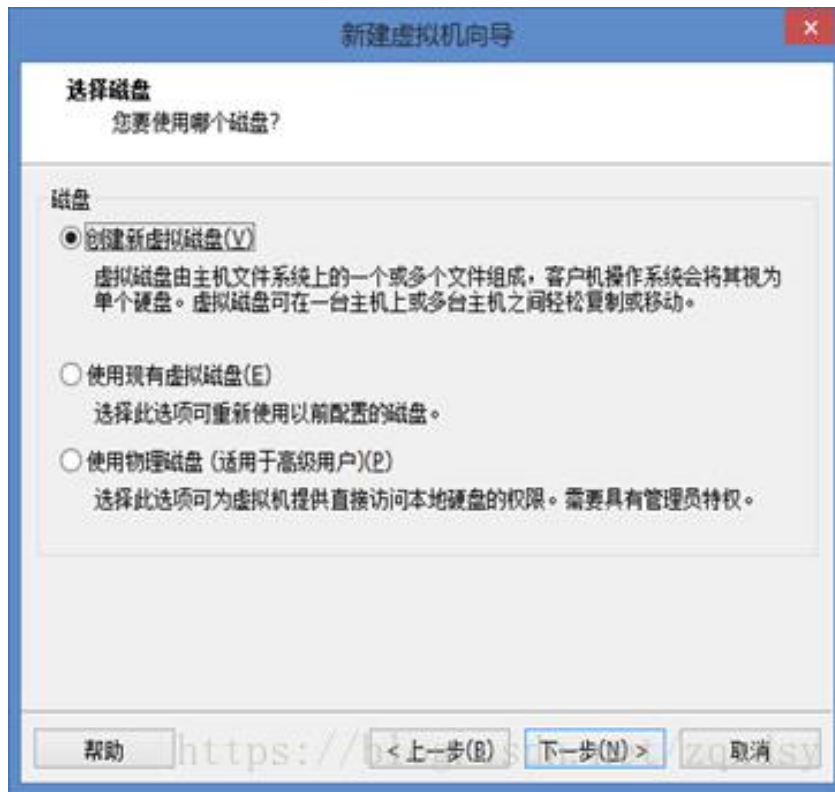 新建虚拟机向导
选择磁盘
您要使用哪个磁盘?
磁盘
创建新虚拟磁盘(V)
虚拟磁盘由主机文件系统上的一个或多个文件组成，客户机操作系统会将其视为
单个硬盘。虚拟磁盘可在一台主机上或多台主机之间轻松复制或移动。
使用现有虚拟磁盘(E)
选择此选项可重新使用以前配置的磁盘。
使用物理磁盘 (适用于高级用户)(P)
选择此选项可为虚拟机提供直接访问本地硬盘的权限。需要具有管理员特权。
帮助 < 上一步(B) 下一步(N) > 取消
https://